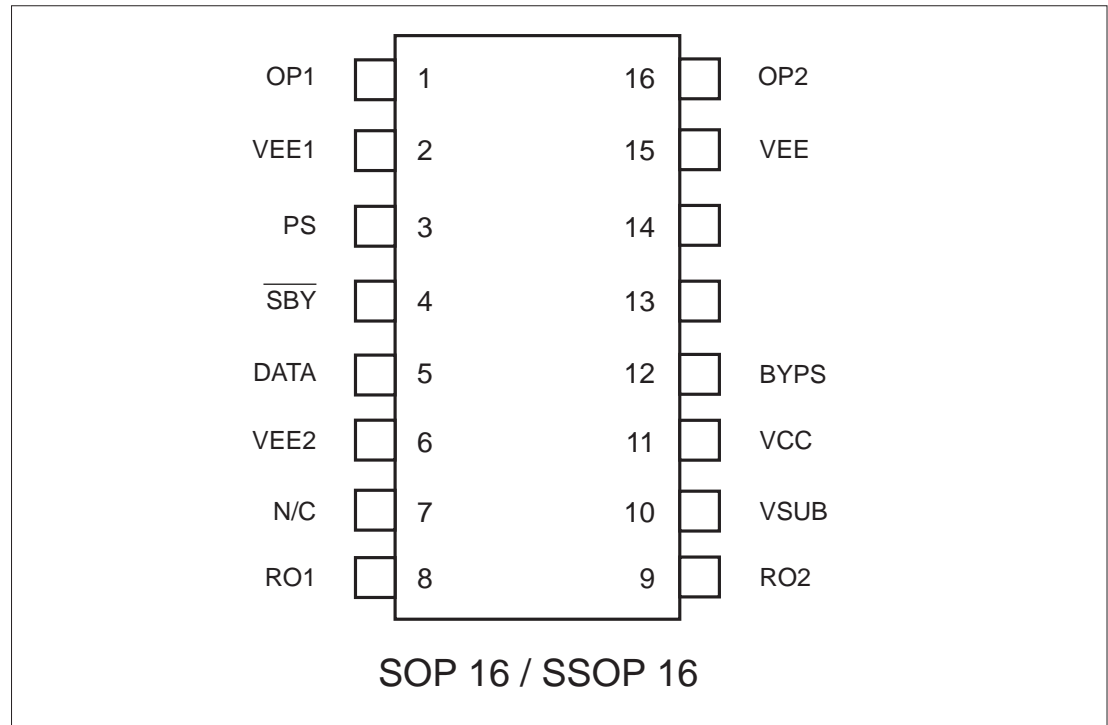 OP1 1 16 OP2
VEE1 2 15 VEE
PS 3 14
SBY 4 13
DATA 5 12 BYPS
VEE2 6 11 VCC
N/C 7 10 VSUB
RO1 8 9 RO2
SOP 16 / SSOP 16